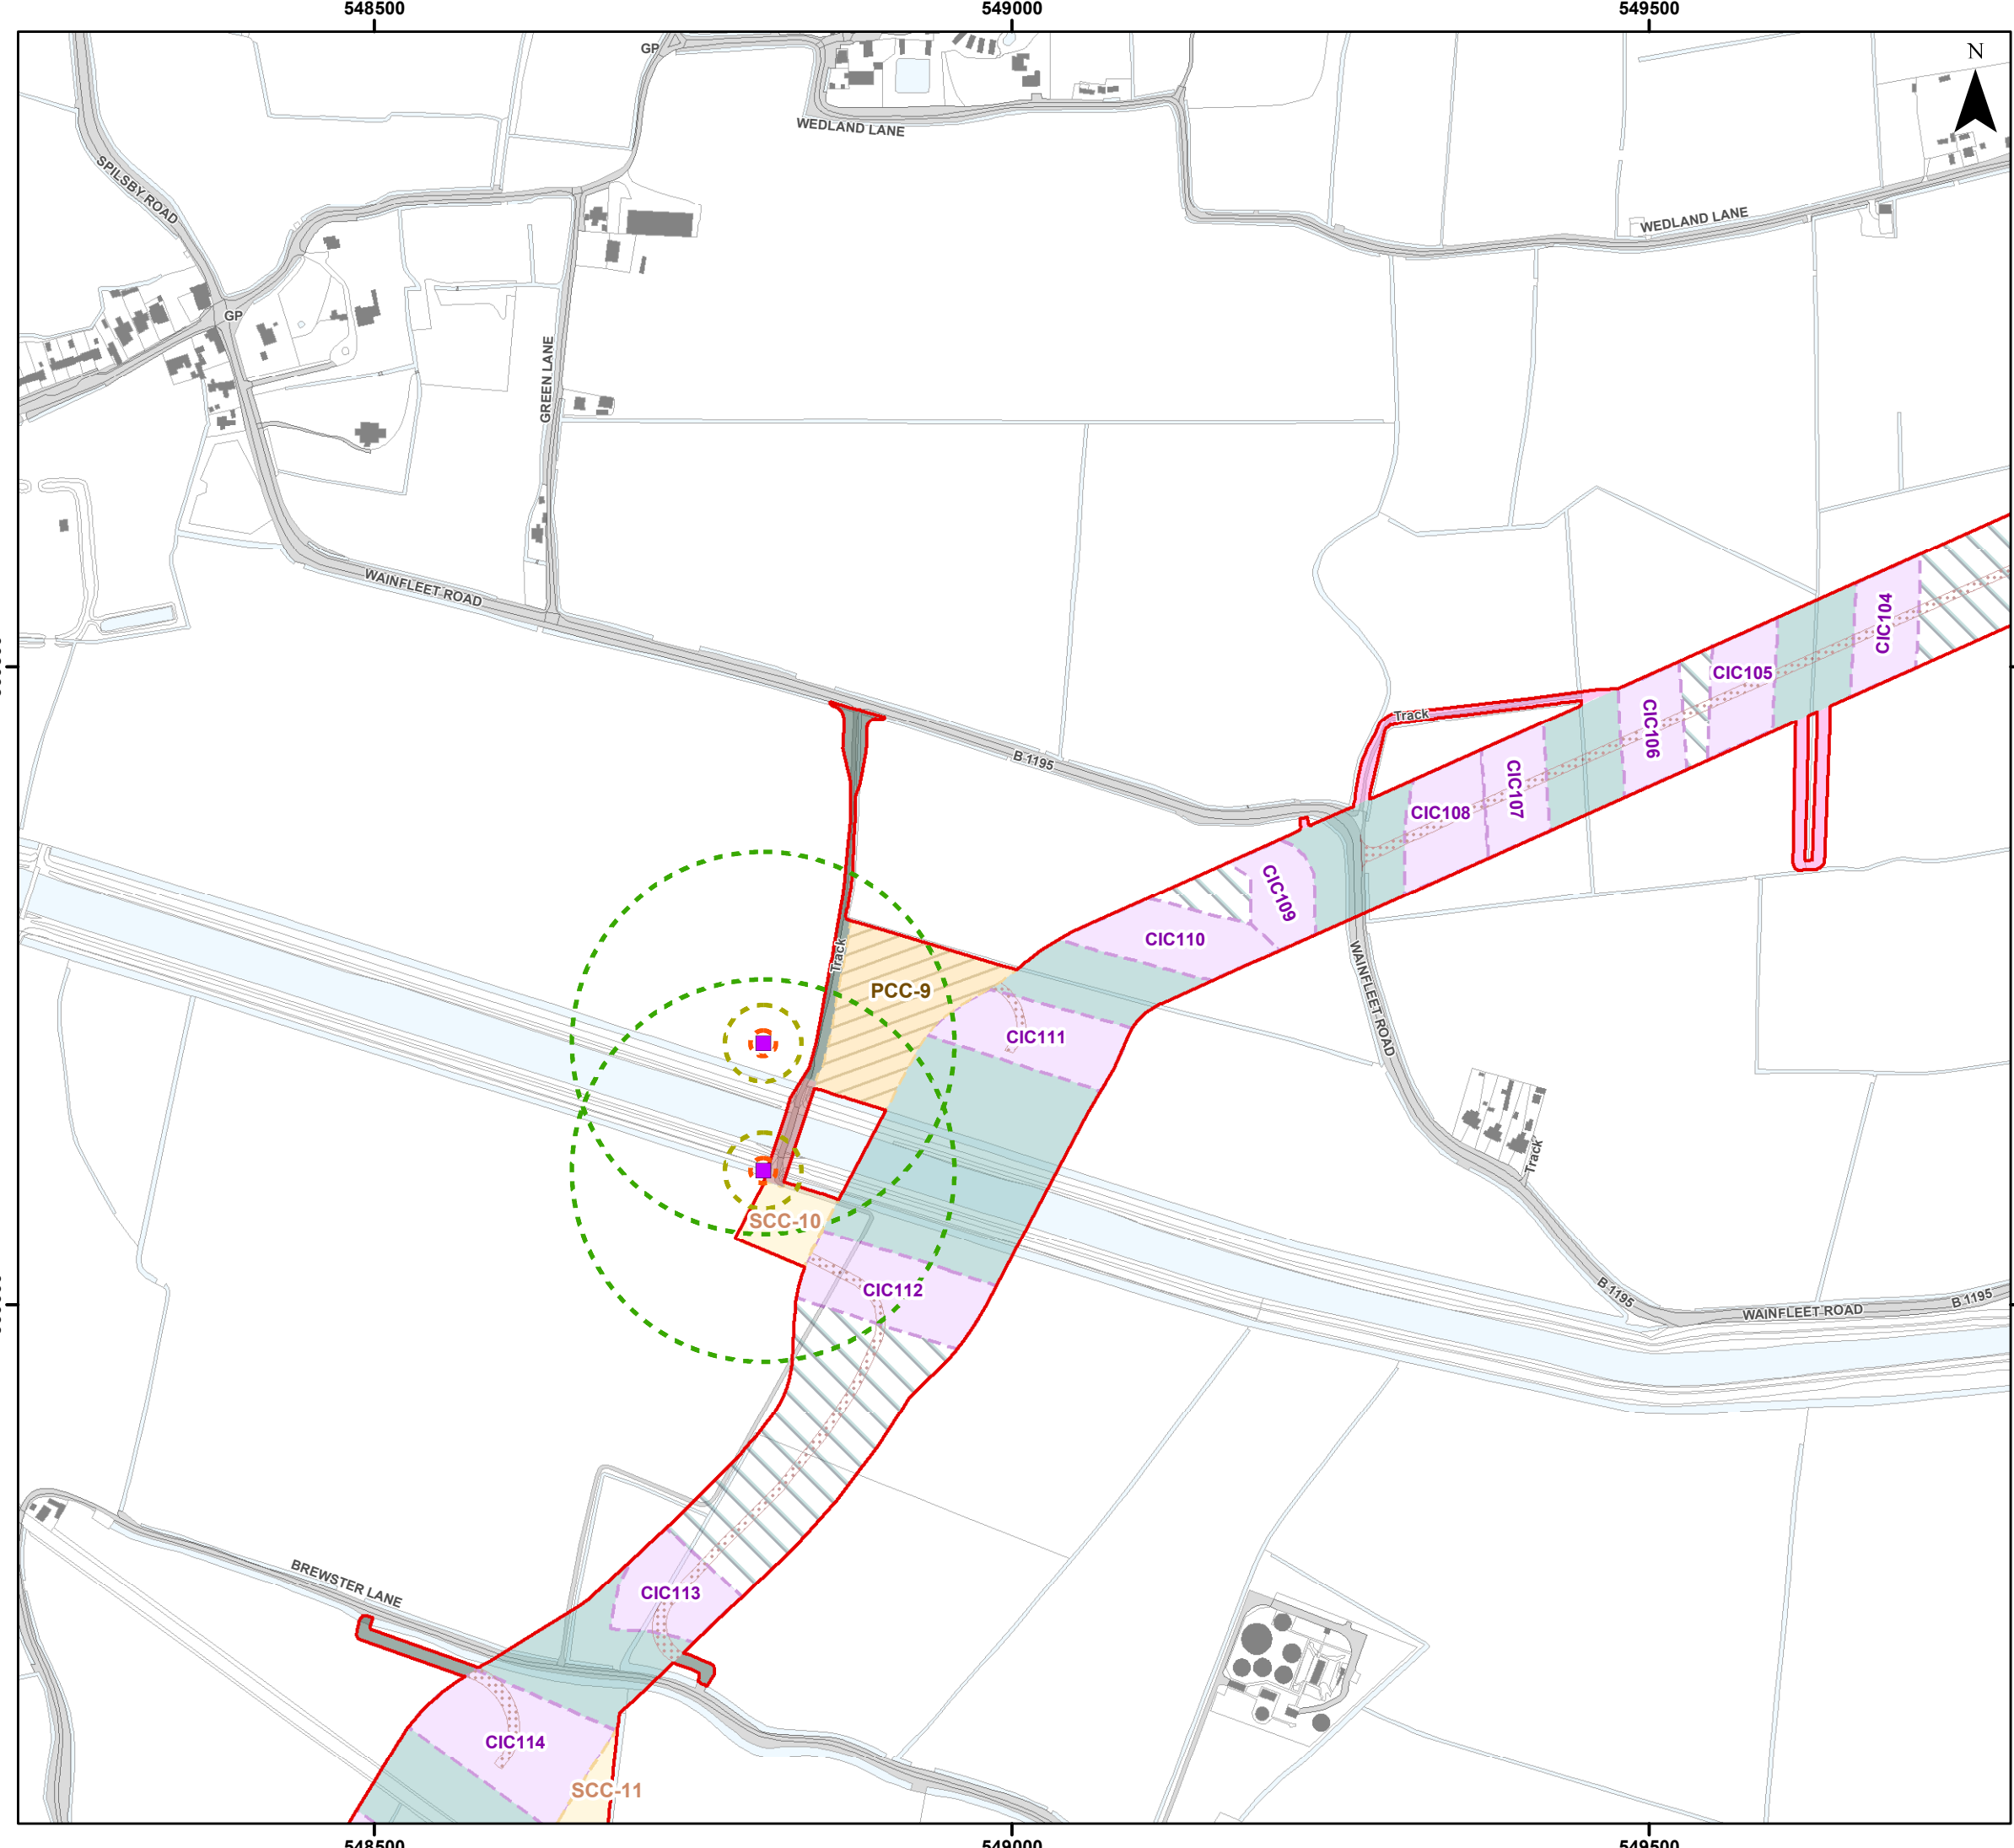 548500
549000
549500
N
GP
WEDLAND LANE
SPILSBY ROAD
WEDLAND LANE
GP
GREEN LANE
WAINFLEET ROAD
CIC104
CIC105
CIC106
Track
B 1195
CIC107
CIC108
CIC109
CIC110
Track
PCC-9
WAINFLEET ROAD
CIC111
Track
SCC-10
CIC112
B 1195
WAINFLEET ROAD
B 1195
BREWSTER LANE
CIC113
CIC114
SCC-11
548500
549000
549500